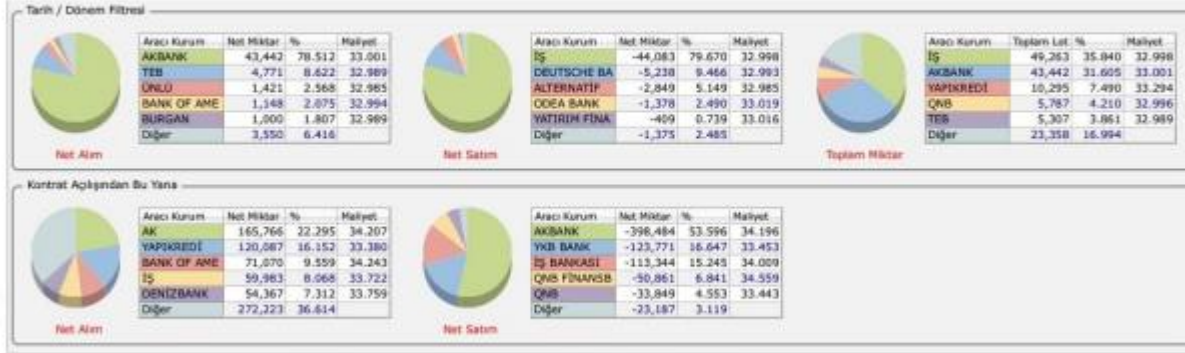 Tarih / Dönem Filtresi
Aracı Kurum Net Miktar % Maliyet
AKBANK 43,442 78.512 33.001
TEB 4,771 8.622 32.989
ÜNLÜ 1,421 2.568 32.985
BANK OF AME 1,148 2.075 32.994
BURGAN 1,000 1.807 32.989
Diğer 3,550 6.416
Net Alım
Aracı Kurum Net Miktar % Maliyet
İŞ -44,083 79.670 32.998
DEUTSCHE BA -5,238 9.466 32.993
ALTERNATİF -2,849 5.149 32.985
ODEA BANK -1,378 2.490 33.019
YATIRIM FİNA -409 0.739 33.016
Diğer -1,375 2.485
Net Satım
Aracı Kurum Toplam Lot % Maliyet
İŞ 49,263 35.840 32.998
AKBANK 43,442 31.605 33.001
YAPIKREDİ 10,295 7.490 33.294
QNB 5,787 4.210 32.996
TEB 5,307 3.861 32.989
Diğer 23,358 16.994
Toplam Miktar
Kontrat Açılışından Bu Yana
Aracı Kurum Net Miktar % Maliyet
AK 165,766 22.295 34.207
YAPIKREDİ 120,087 16.152 33.380
BANK OF AME 71,070 9.559 34.243
İŞ 59,983 8.068 33.722
DENİZBANK 54,367 7.312 33.759
Diğer 272,223 36.614
Net Alım
Aracı Kurum Net Miktar % Maliyet
AKBANK -398,484 53.596 34.196
YKB BANK -123,771 16.647 33.453
İŞ BANKASI -113,344 15.245 34.009
QNB FİNANSB -50,861 6.841 34.559
QNB -33,849 4.553 33.443
Diğer -23,187 3.119
Net Satım